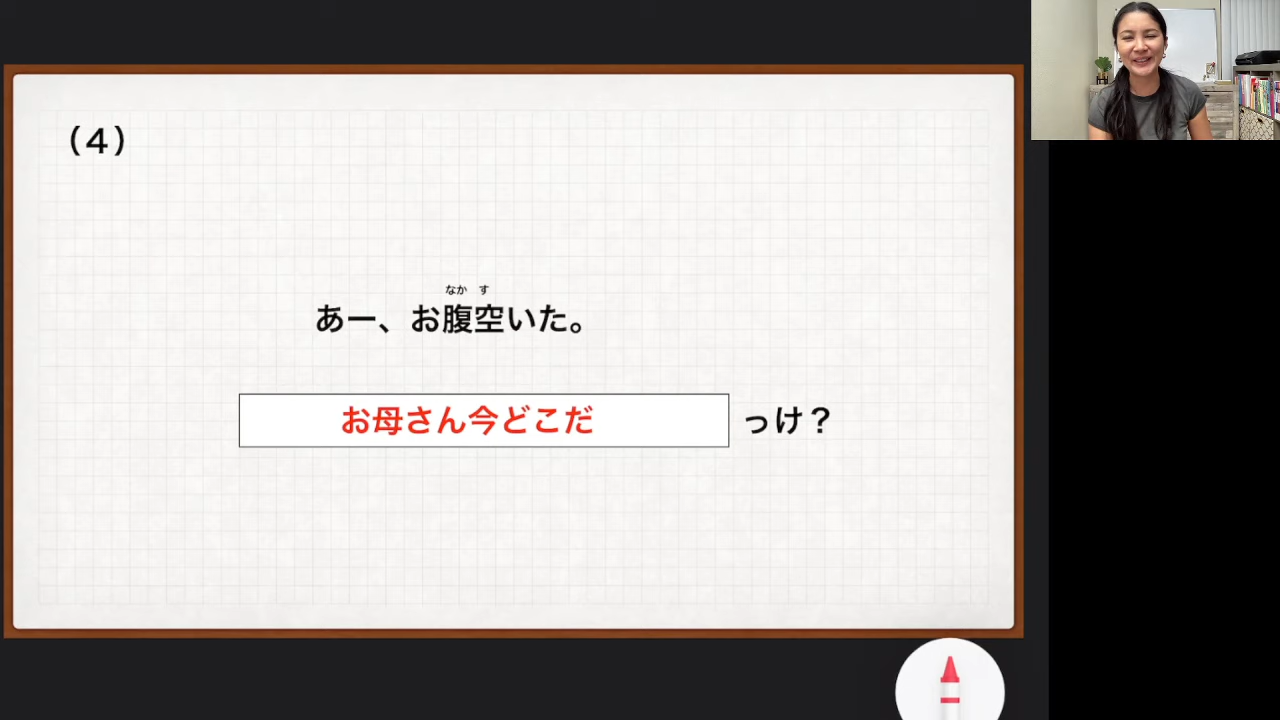 （4）
なか す
あー、お腹空いた。
お母さん今どこだ っけ？